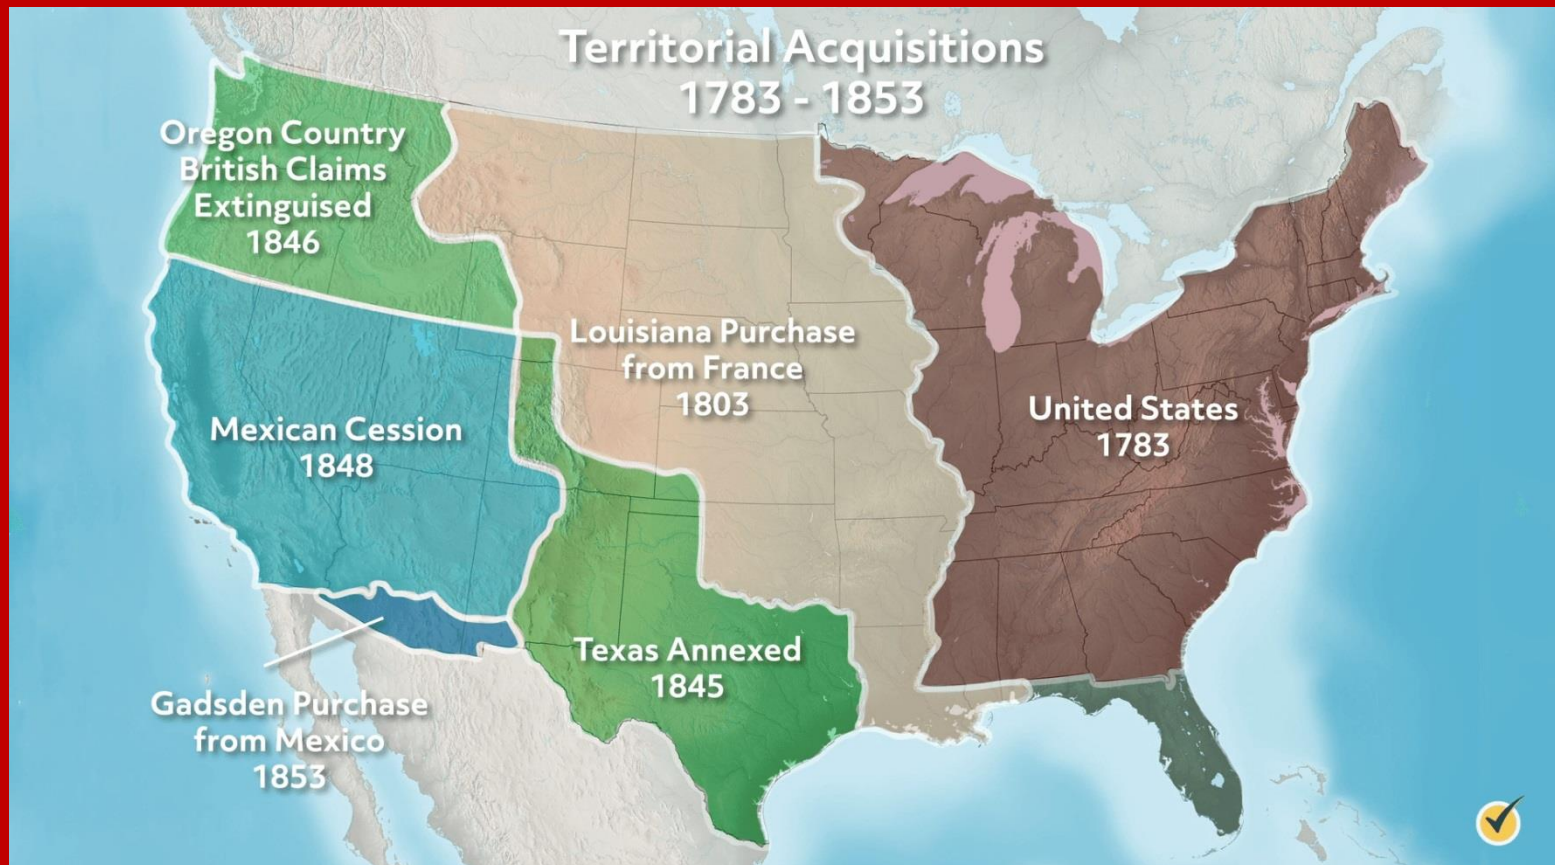 Territorial Acquisitions
1783 - 1853
Oregon Country
British Claims
Extinguised
1846
Louisiana Purchase
from France
1803
United States
1783
Mexican Cession
1848
Texas Annexed
1845
Gadsden Purchase
from Mexico
1853